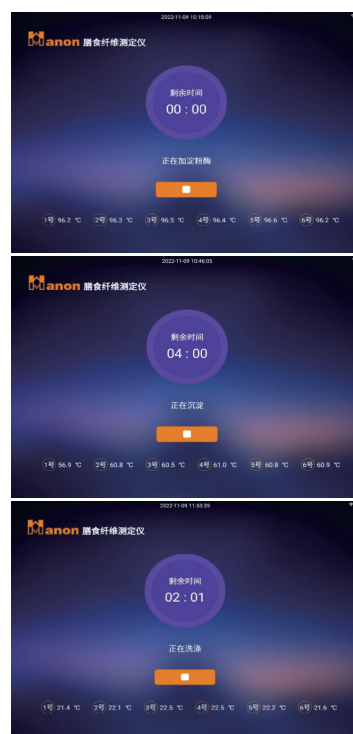 2022-11-09 10:15:09
Hanon 膳食纤维测定仪
剩余时间
00 : 00
正在加淀粉酶
1号 96.2 ℃ 2号 96.3 ℃ 3号 96.5 ℃ 4号 96.4 ℃ 5号 96.6 ℃ 6号 96.2 ℃
2022-11-09 10:46:05
Hanon 膳食纤维测定仪
剩余时间
04 : 00
正在沉淀
1号 56.9 ℃ 2号 60.8 ℃ 3号 60.5 ℃ 4号 61.0 ℃ 5号 60.8 ℃ 6号 60.9 ℃
2022-11-09 11:53:39
Hanon 膳食纤维测定仪
剩余时间
02 : 01
正在洗涤
1号 21.4 ℃ 2号 22.1 ℃ 3号 22.5 ℃ 4号 22.5 ℃ 5号 22.2 ℃ 6号 21.6 ℃